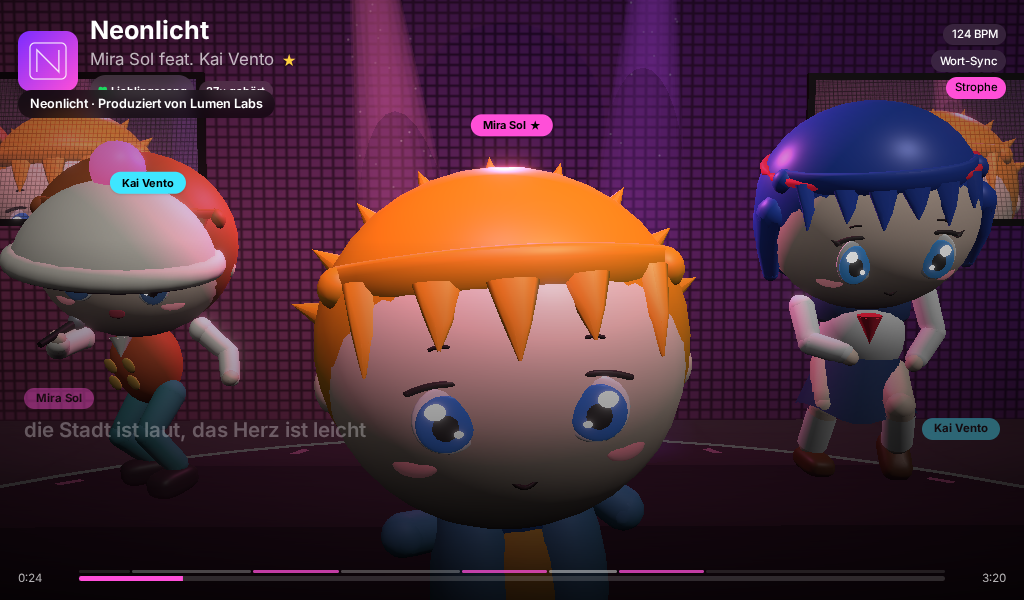 Neonlicht
Mira Sol feat. Kai Vento ★
Neonlicht · Produziert von Lumen Labs
124 BPM
Wort-Sync
Strophe
Mira Sol ★
Kai Vento
Mira Sol
die Stadt ist laut, das Herz ist leicht
Kai Vento
0:24
3:20